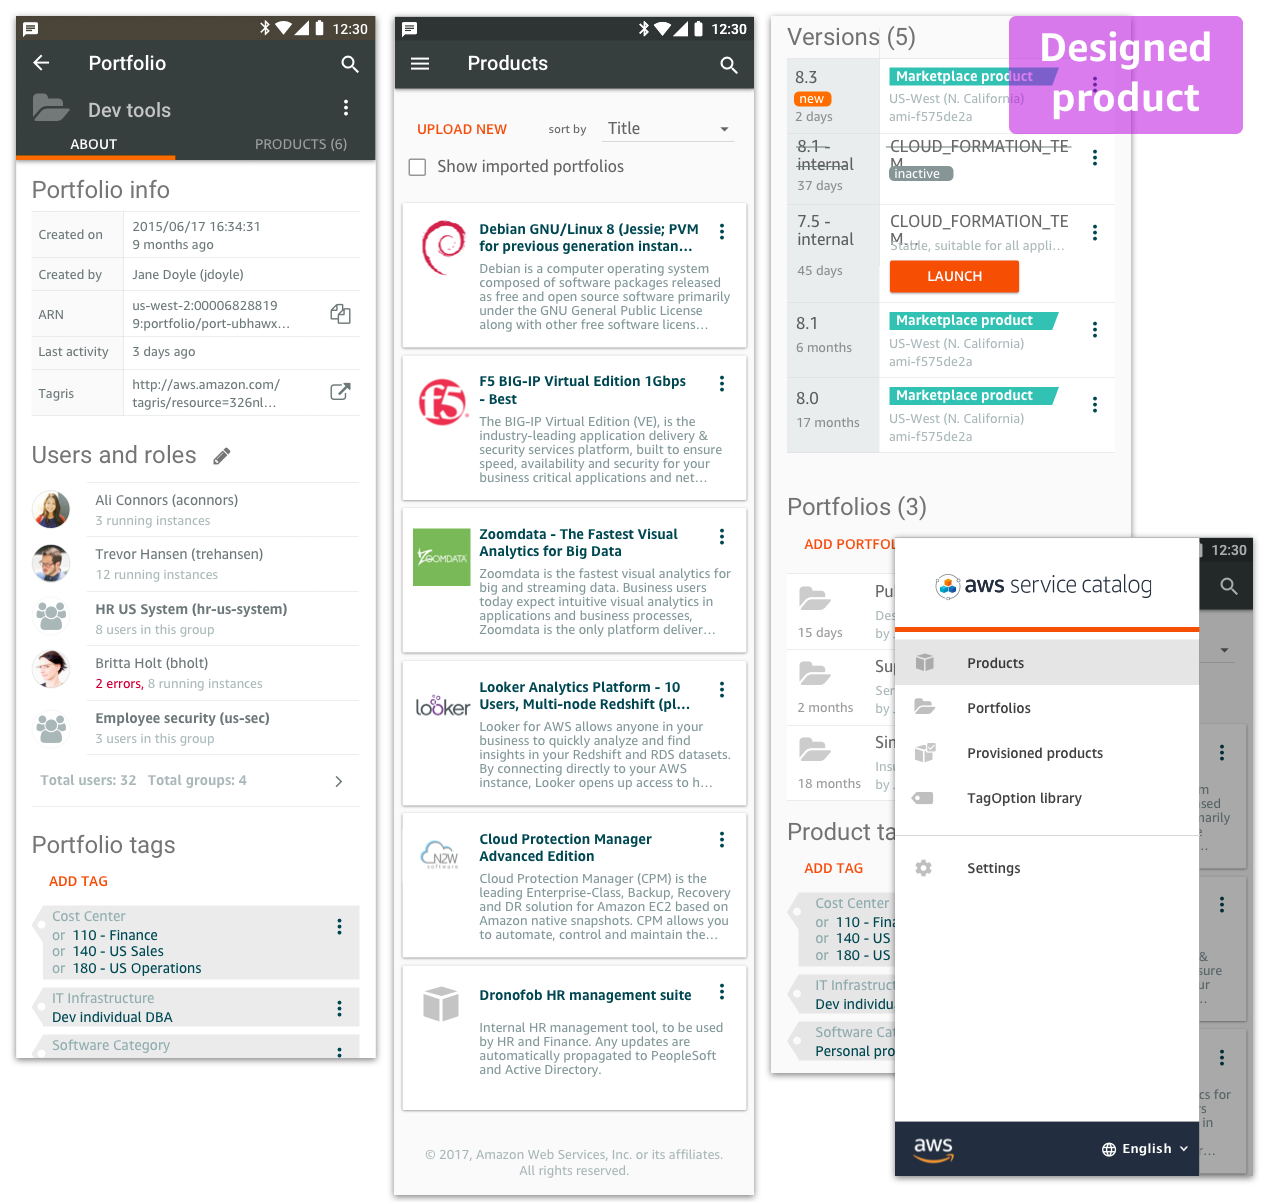 12:30
Portfolio
Dev tools
ABOUT
PRODUCTS (6)
Portfolio info
Created on
2015/06/17 16:34:31
9 months ago
Created by
Jane Doyle (jdoyle)
ARN
us-west-2:00006828819
9:portfolio/port-ubhawx...
Last activity
3 days ago
Tagris
http://aws.amazon.com/
tagris/resource=326nl...
Users and roles
Ali Connors (aconnors)
3 running instances
Trevor Hansen (trehansen)
12 running instances
HR US System (hr-us-system)
8 users in this group
Britta Holt (bholt)
2 errors, 8 running instances
Employee security (us-sec)
3 users in this group
Total users: 32 Total groups: 4
Portfolio tags
ADD TAG
Cost Center
or 110 - Finance
or 140 - US Sales
or 180 - US Operations
IT Infrastructure
Dev individual DBA
Software Category
12:30
Products
UPLOAD NEW
sort by Title
Show imported portfolios
Debian GNU/Linux 8 (Jessie; PVM
for previous generation instan...
Debian is a computer operating system
composed of software packages released
as free and open source software primarily
under the GNU General Public License
along with other free software licens...
F5 BIG-IP Virtual Edition 1Gbps
- Best
The BIG-IP Virtual Edition (VE), is the
industry-leading application delivery &
security services platform, built to ensure
speed, availability and security for your
business critical applications and net...
f5
Zoomdata - The Fastest Visual
Analytics for Big Data
Zoomdata is the fastest visual analytics for
big and streaming data. Business users
today expect intuitive visual analytics in
applications and business processes,
Zoomdata is the only platform deliver...
ZOOMDATA
Looker Analytics Platform - 10
Users, Multi-node Redshift (pl...
Looker for AWS allows anyone in your
business to quickly analyze and find
insights in your Redshift and RDS datasets.
By connecting directly to your AWS
instance, Looker opens up access to h...
looker
Cloud Protection Manager
Advanced Edition
Cloud Protection Manager (CPM) is the
leading Enterprise-Class, Backup, Recovery
and DR solution for Amazon EC2 based on
Amazon native snapshots. CPM allows you
to automate, control and maintain the...
N2W
software
Dronofob HR management suite
Internal HR management tool, to be used
by HR and Finance. Any updates are
automatically propagated to PeopleSoft
and Active Directory.
© 2017, Amazon Web Services, Inc. or its affiliates.
All rights reserved.
Designed
product
Versions (5)
8.3
new
2 days
Marketplace product
US-West (N. California)
ami-f575de2a
8.1 -
internal
37 days
CLOUD_FORMATION_TE
M
inactive
7.5 -
internal
45 days
CLOUD_FORMATION_TE
M...
Stable, suitable for all appli...
LAUNCH
8.1
6 months
Marketplace product
US-West (N. California)
ami-f575de2a
8.0
17 months
Marketplace product
US-West (N. California)
ami-f575de2a
Portfolios (3)
ADD PORTFOL
15 days
Pu
Des
by
2 months
Sup
Ser
by
18 months
Sim
Insu
by
Product ta
ADD TAG
Cost Center
or 110 - Fina
or 140 - US
or 180 - US
IT Infrastruct
Dev individu
Software Cat
Personal pro
12:30
aws service catalog
Products
Portfolios
Provisioned products
TagOption library
Settings
aws
English